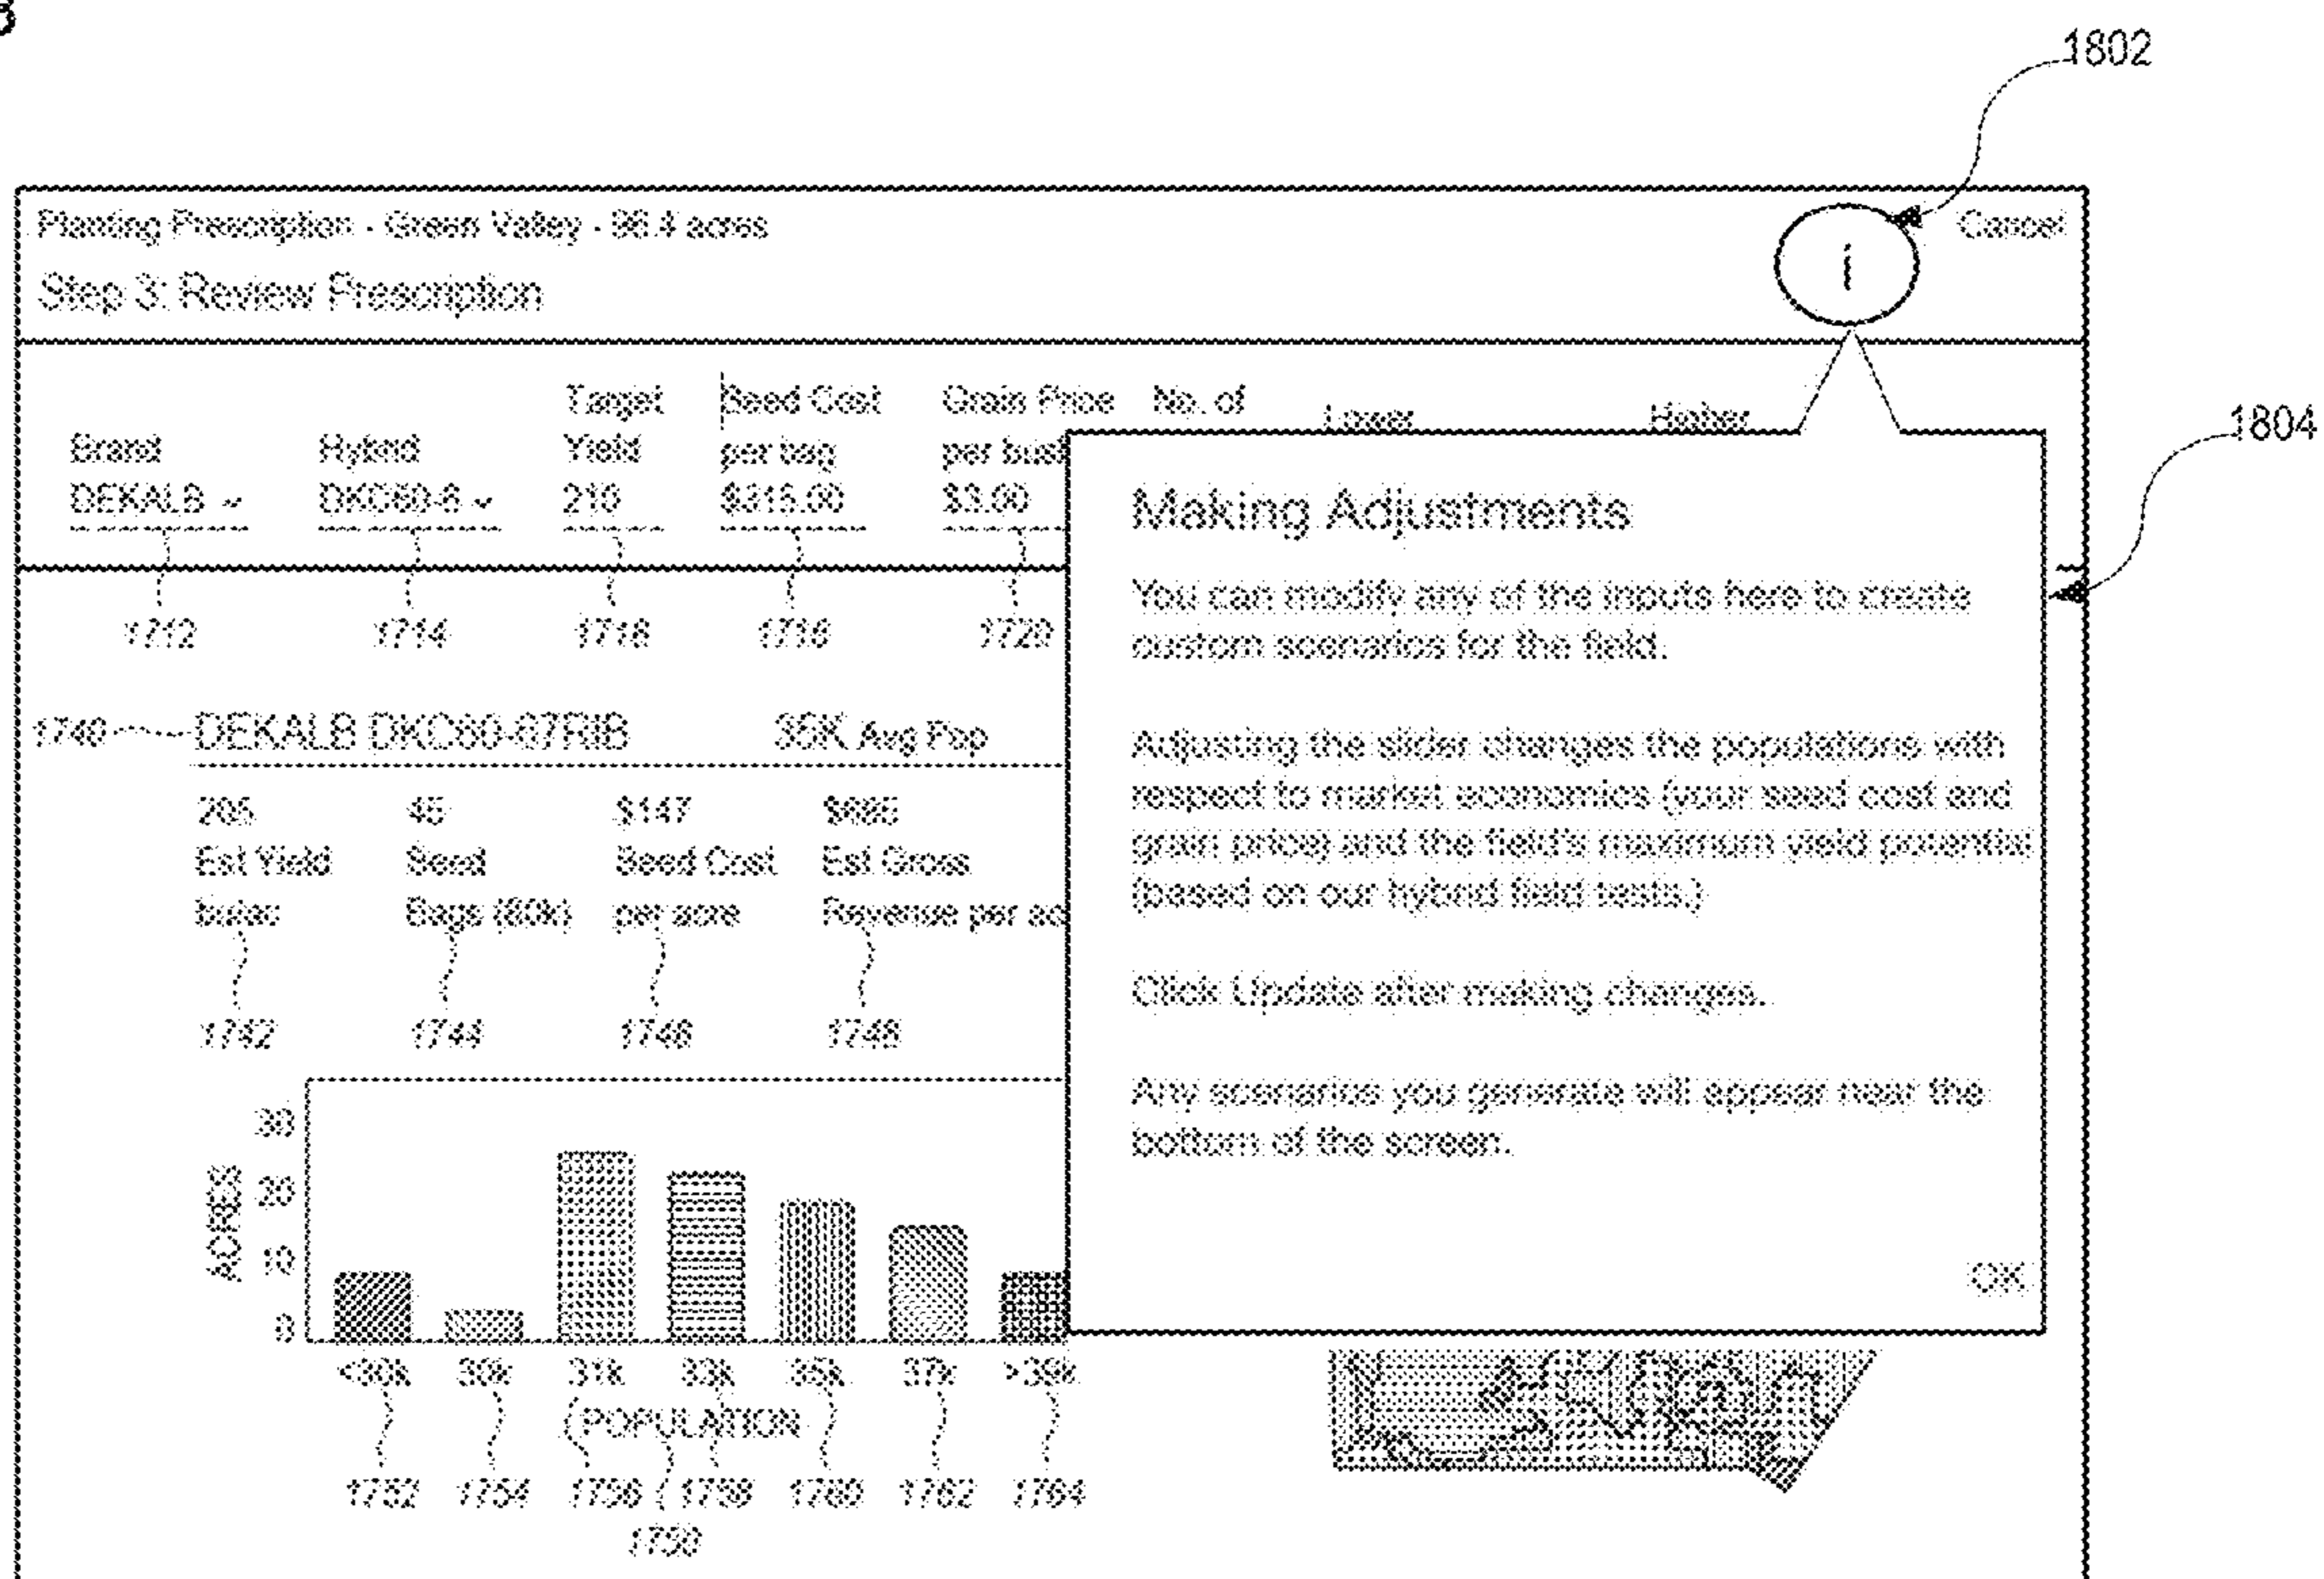 1802
Planting Prescription - Green Valley - 96.4 acres
Cancel
i
Step 3: Review Prescription
Target Seed Cost Grain Price No. of
Lower Higher
1804
Brand Hybrid Yield per bag per bush
DEKALB DKC60-6 210 $315.00 $3.00
1712 1714 1718 1716 1720
Making Adjustments
You can modify any of the inputs here to create
custom scenarios for the field.
Adjusting the slider changes the populations with
respect to market economics (your seed cost and
grain price) and the field's maximum yield potential
(based on our hybrid field tests.)
Click Update after making changes.
Any scenarios you generate will appear near the
bottom of the screen.
OK
1740 DEKALB DKC60-67RIB 35K Avg Pop
205 45 $147
Est Yield Seed Seed Cost Est Gross
bu/ac Bags (80k) per acre Revenue per ac
1742 1744 1746 1748
ACRES
30
20
10
0
<30k 30k 31k 33k 35k 37k >39k
POPULATION
1752 1754 1756 1758 1760 1762 1764
1750